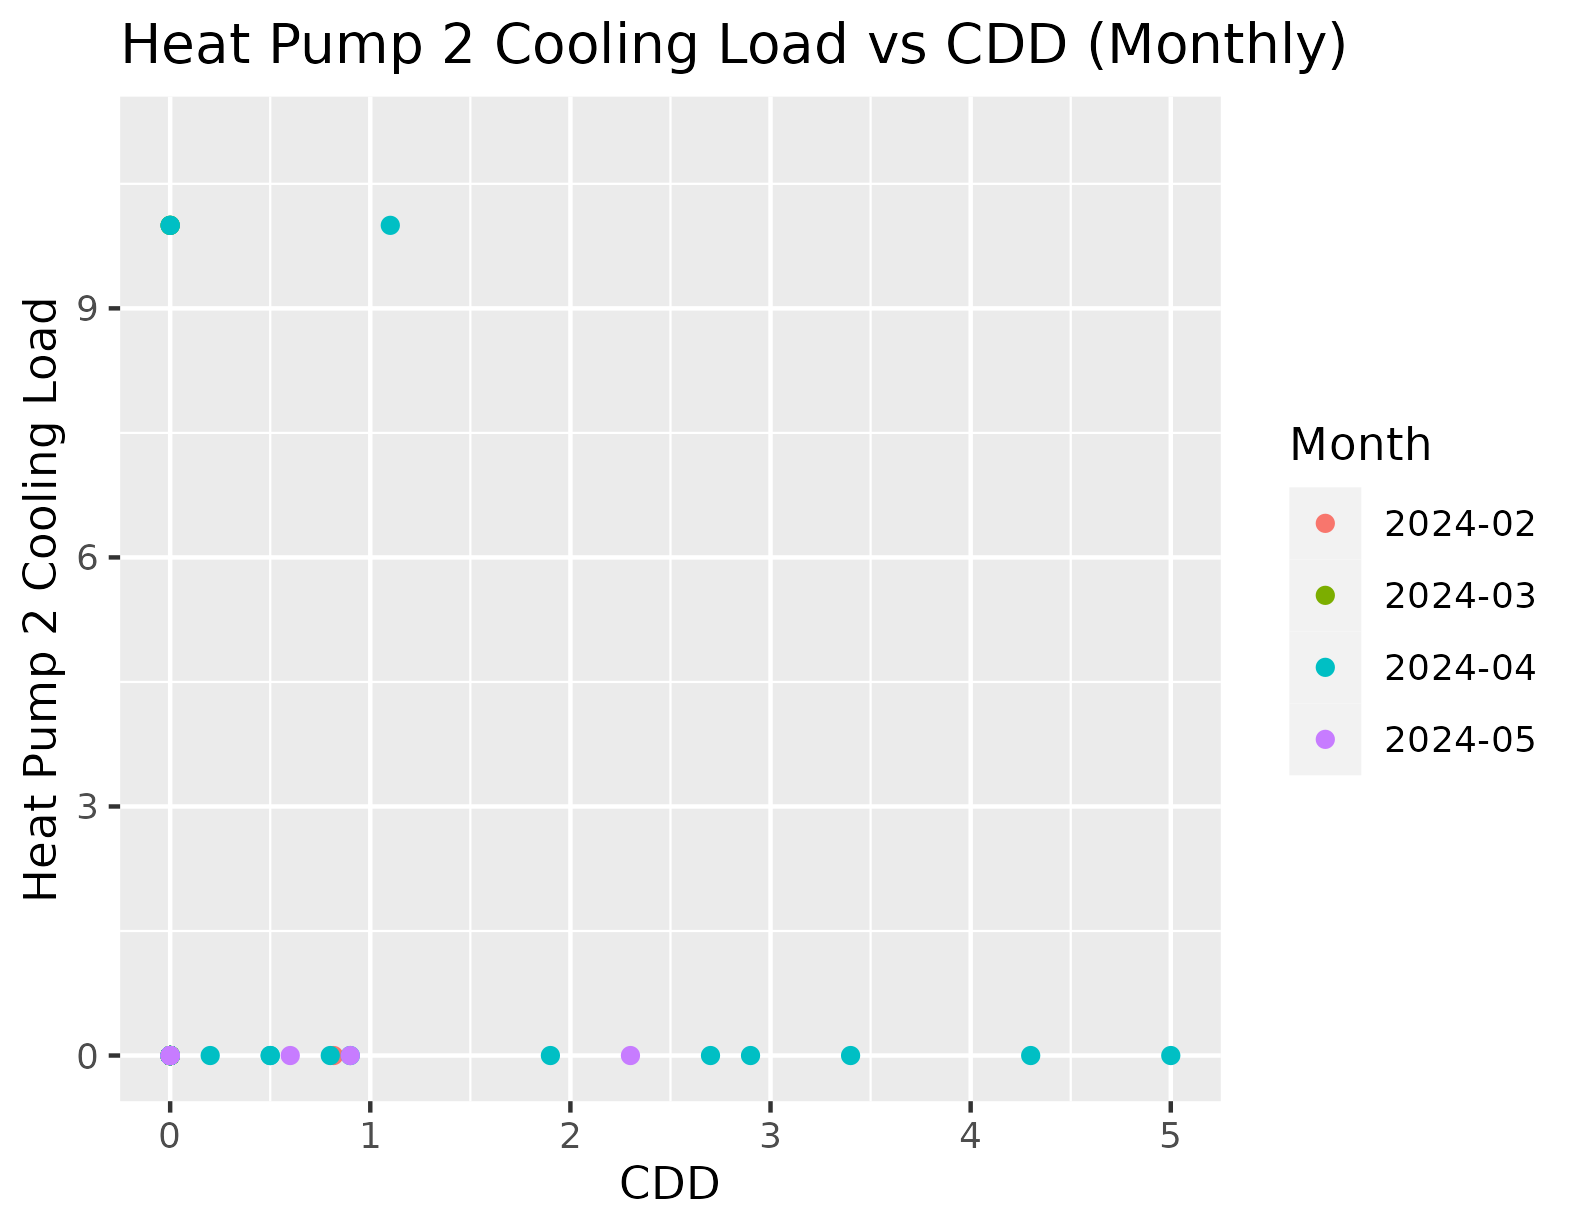 Heat Pump 2 Cooling Load vs CDD (Monthly)
Heat Pump 2 Cooling Load
9
6
3
0
0 1 2 3 4 5
CDD
Month
2024-02
2024-03
2024-04
2024-05